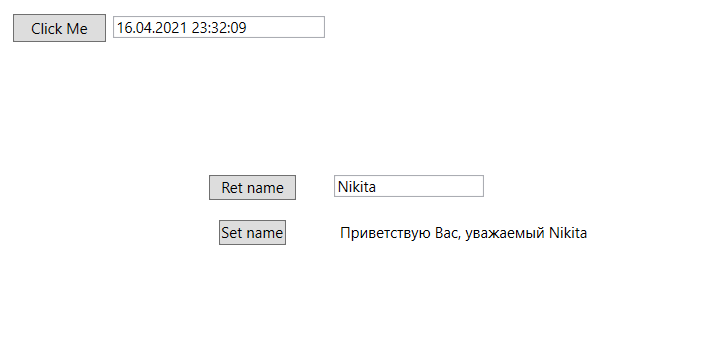 Click Me 16.04.2021 23:32:09
Ret name Nikita
Set name Приветствую Вас, уважаемый Nikita